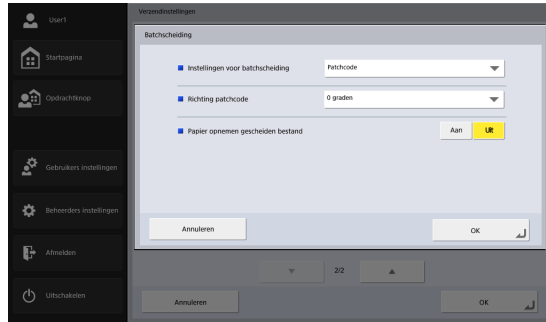 User1
Startpagina
Opdrachtknop
Gebruikers instellingen
Beheerders instellingen
Afmelden
Uitschakelen
Verzendinstellingen
Batchscheiding
Instellingen voor batchscheiding
Patchcode
Richting patchcode
0 graden
Papier opnemen gescheiden bestand
Aan
Uit
Annuleren
OK
2/2
Annuleren
OK